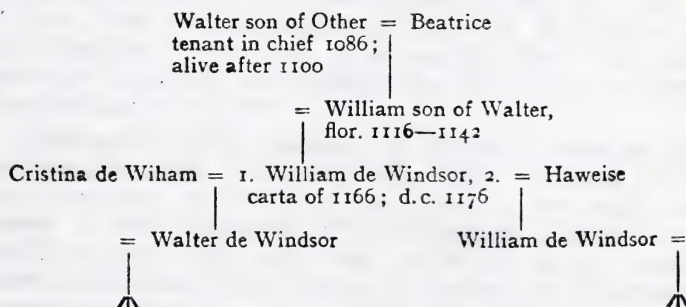 Walter son of Other = Beatrice
tenant in chief 1086;
alive after 1100
= William son of Walter,
flor. 1116—1142
Cristina de Wiham = 1. William de Windsor, 2. = Haweise
carta of 1166; d.c. 1176
= Walter de Windsor William de Windsor =